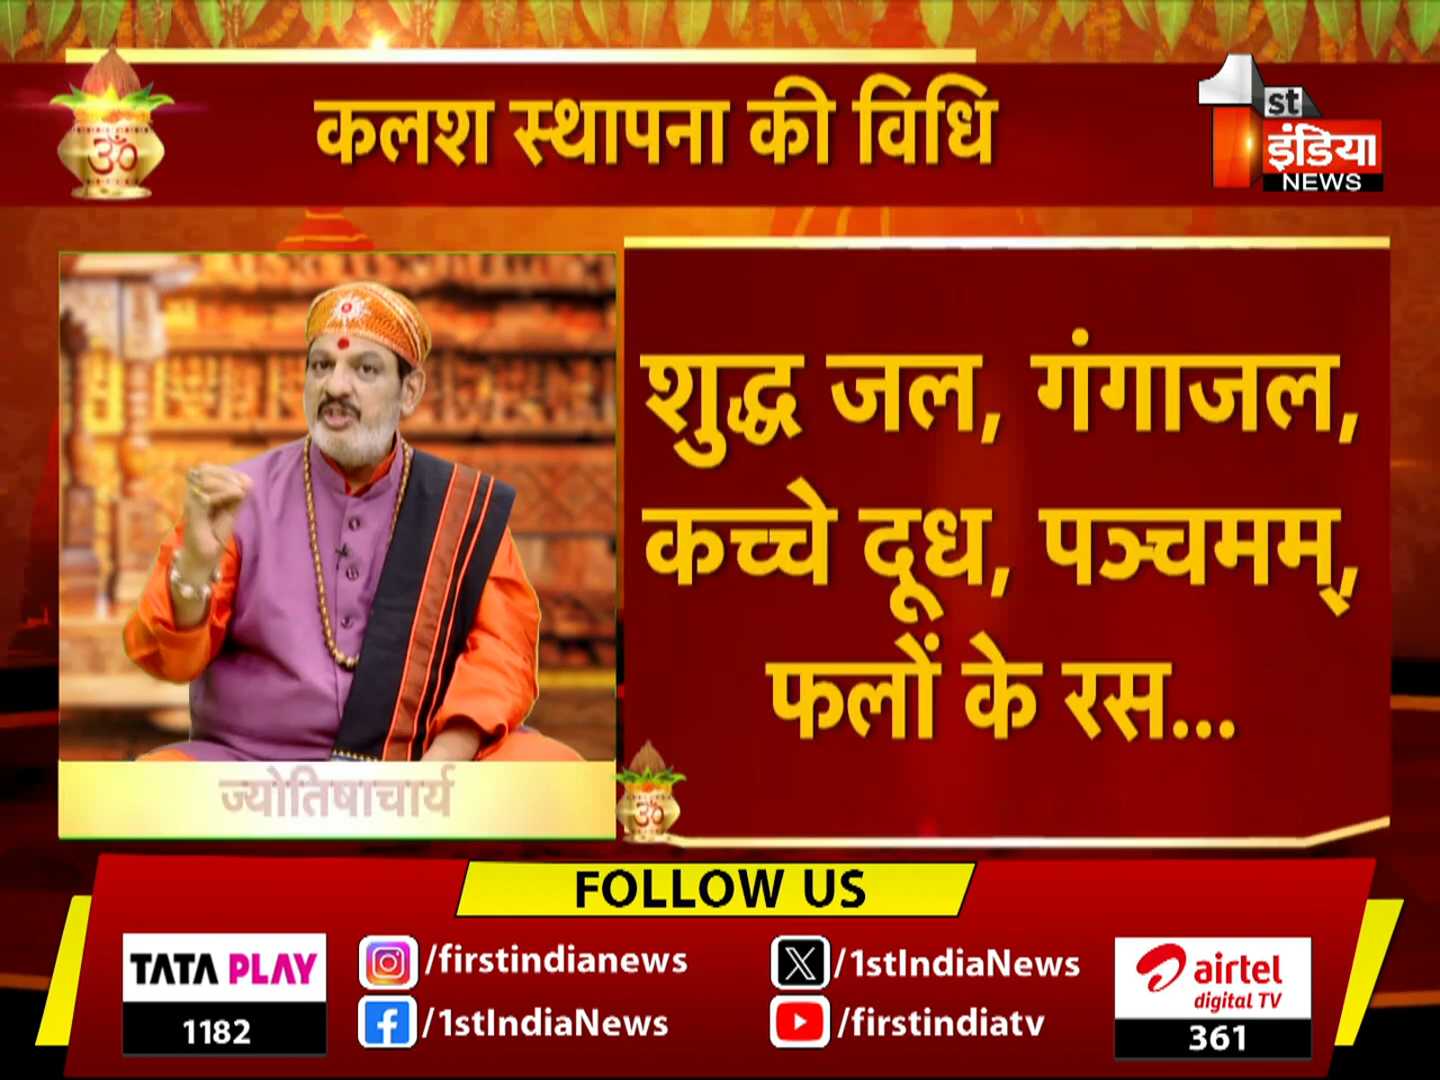 कलश स्थापना की विधि
1st
इंडिया
NEWS
ॐ
शुद्ध जल, गंगाजल,
कच्चे दूध, पञ्चमम्,
फलों के रस...
ॐ
ज्योतिषाचार्य
FOLLOW US
TATA PLAY
1182
/firstindianews
/1stIndiaNews
/1stIndiaNews
/firstindiatv
airtel
digital TV
361